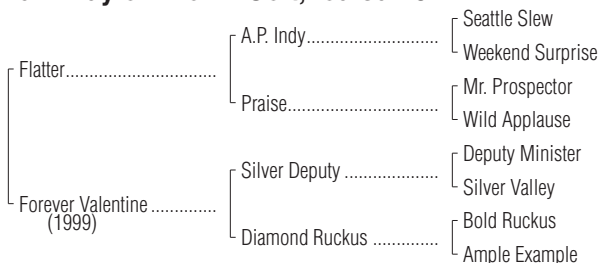 Seattle Slew
A.P. Indy
Weekend Surprise
Flatter
Mr. Prospector
Praise
Wild Applause
Deputy Minister
Silver Deputy
Silver Valley
Forever Valentine
(1999)
Bold Ruckus
Diamond Ruckus
Ample Example